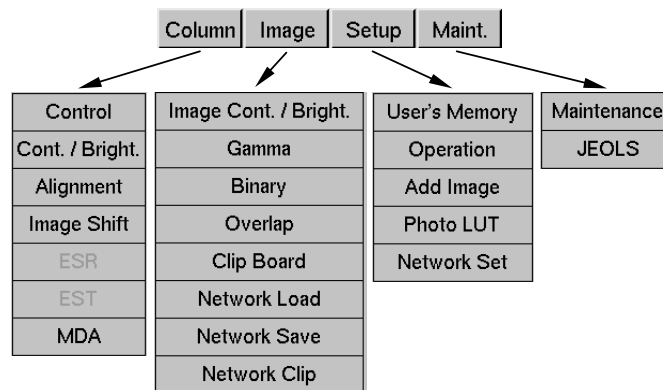 Column Image Setup Maint.
Control
Cont. / Bright.
Alignment
Image Shift
ESR
EST
MDA
Image Cont. / Bright.
Gamma
Binary
Overlap
Clip Board
Network Load
Network Save
Network Clip
User's Memory
Operation
Add Image
Photo LUT
Network Set
Maintenance
JEOLS